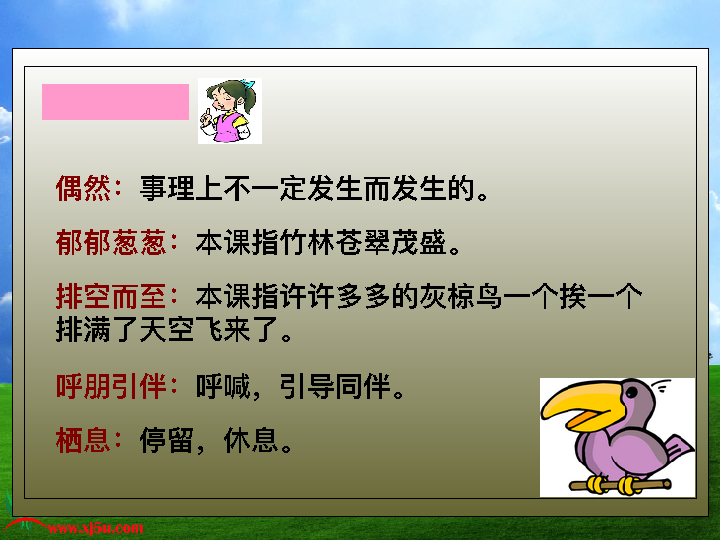 偶然：事理上不一定发生而发生的。
郁郁葱葱：本课指竹林苍翠茂盛。
排空而至：本课指许许多多的灰椋鸟一个挨一个
排满了天空飞来了。
呼朋引伴：呼喊，引导同伴。
栖息：停留，休息。
www.xj5u.com